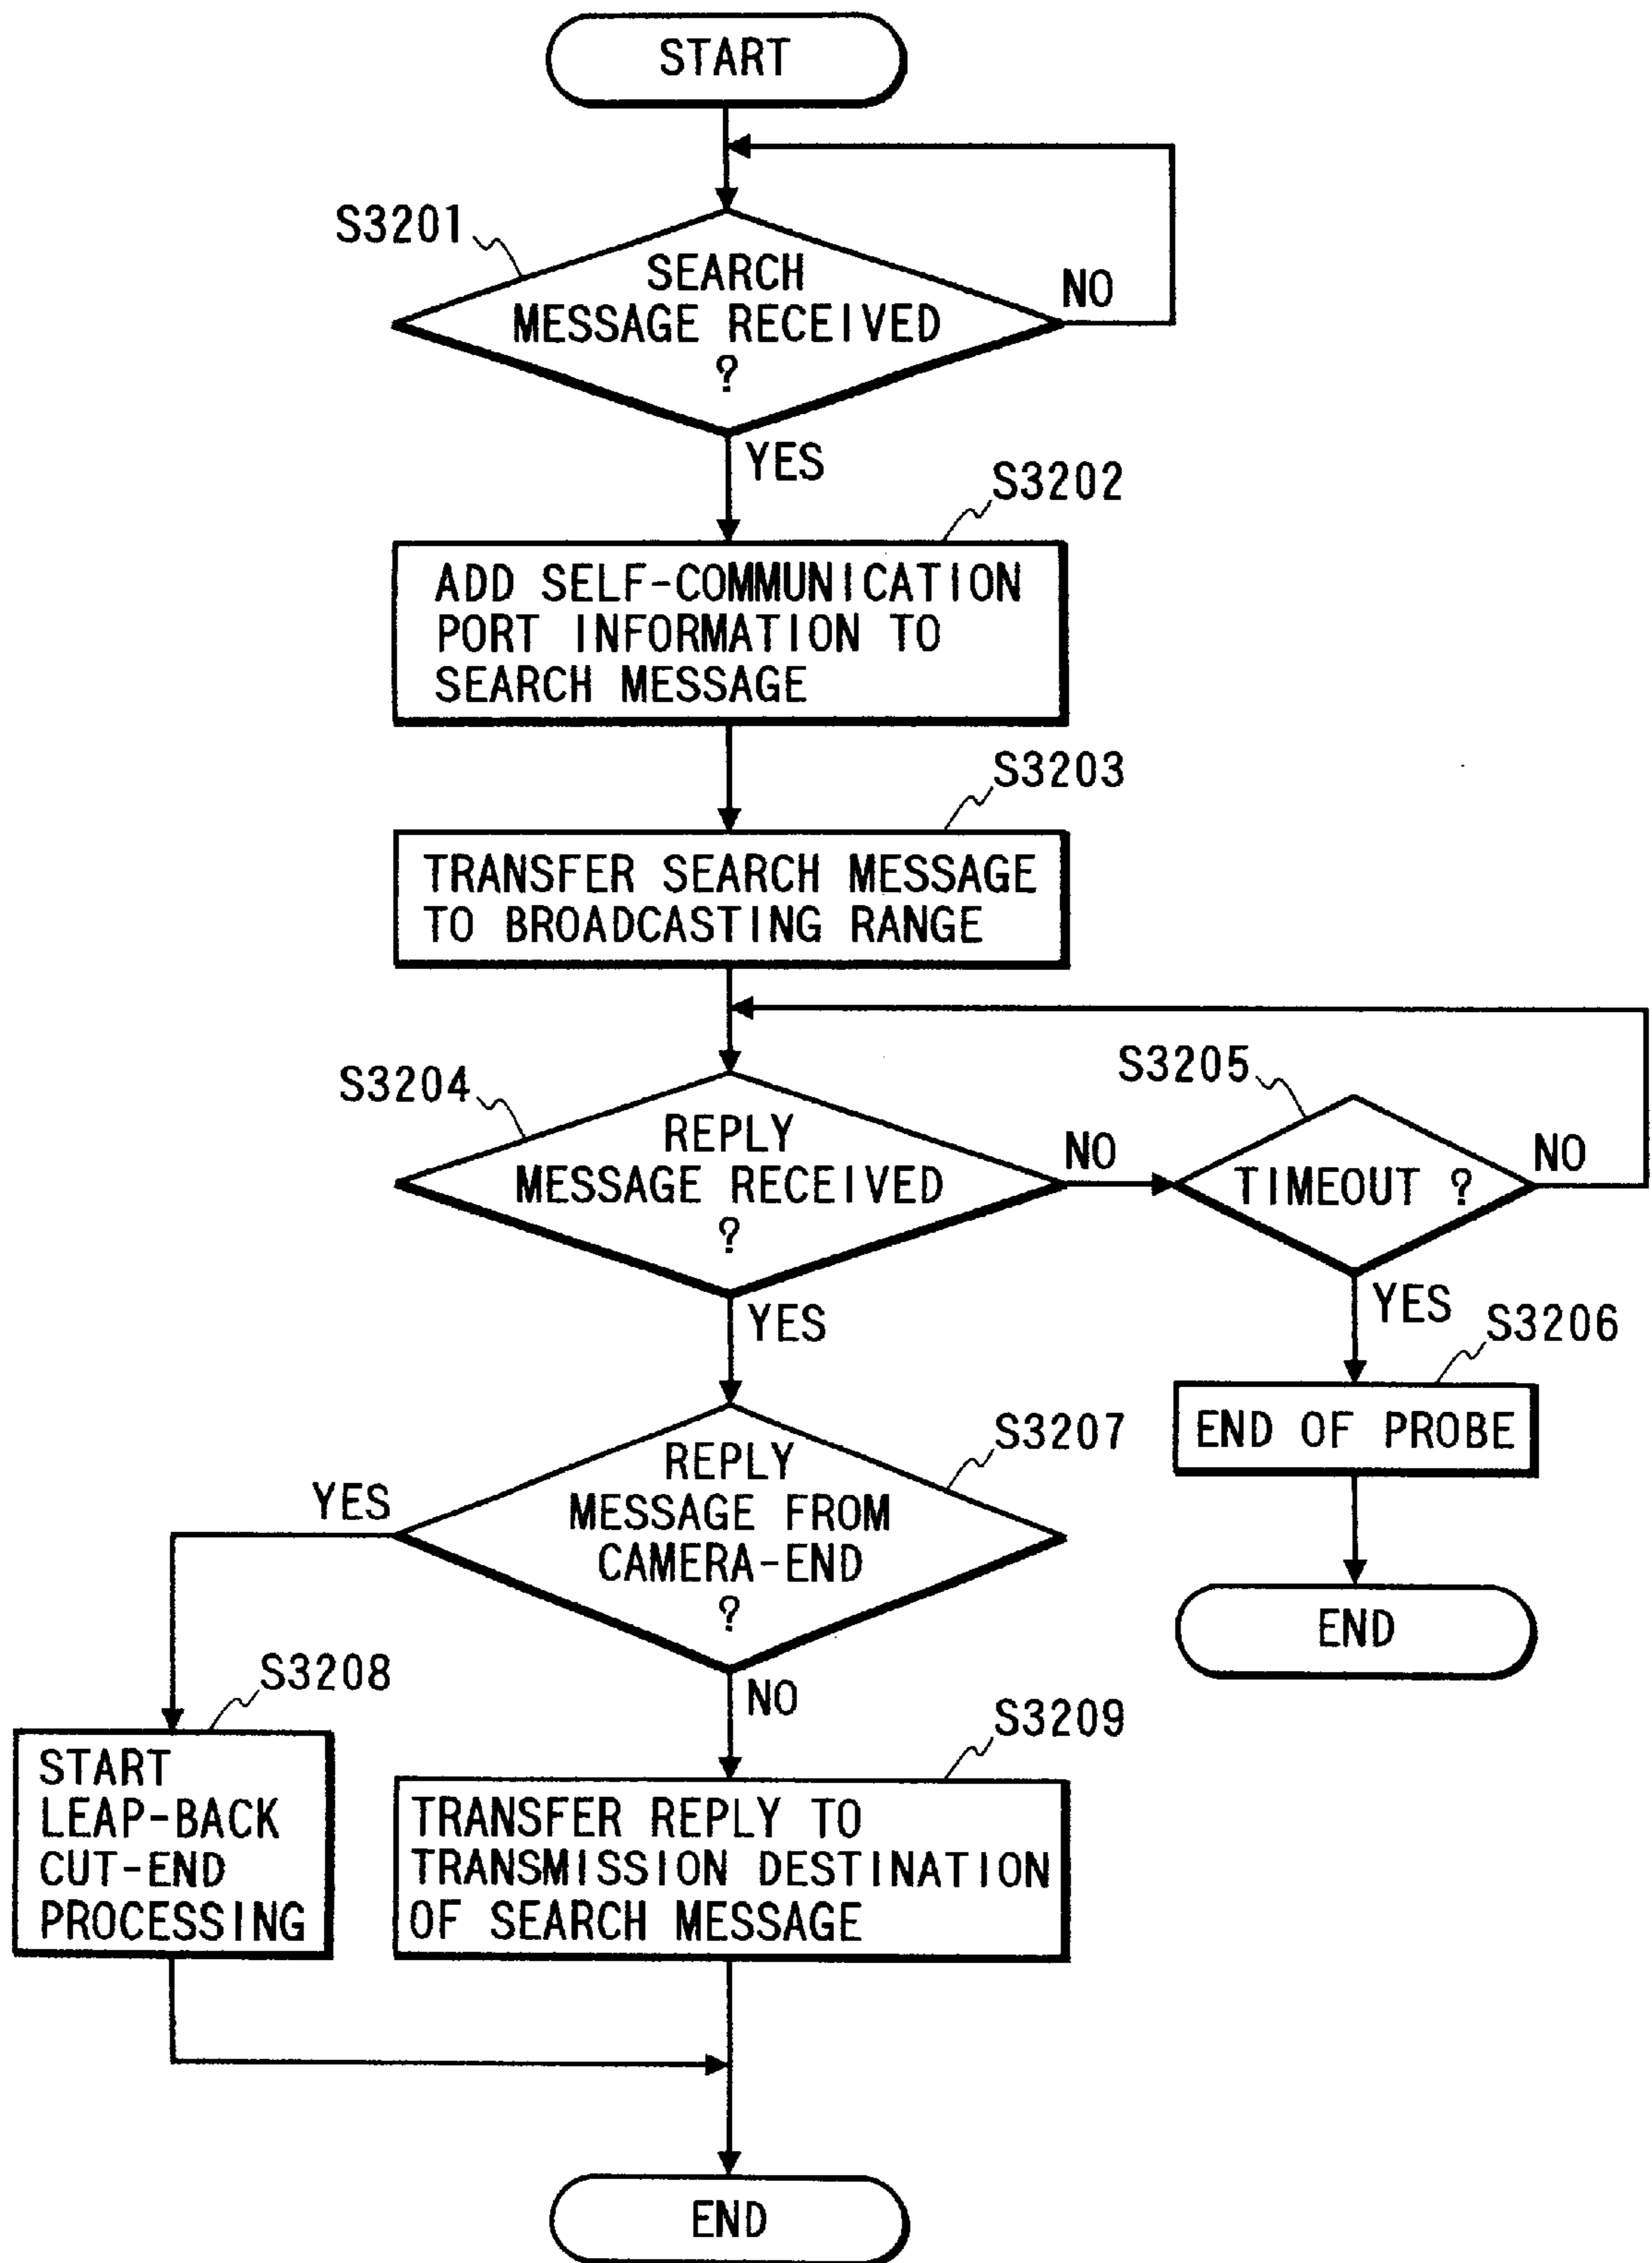 START
S3201
SEARCH
MESSAGE RECEIVED
?
NO
YES
S3202
ADD SELF-COMMUNICATION
PORT INFORMATION TO
SEARCH MESSAGE
S3203
TRANSFER SEARCH MESSAGE
TO BROADCASTING RANGE
S3204
REPLY
MESSAGE RECEIVED
?
NO
S3205
TIMEOUT ?
NO
YES
YES
S3206
END OF PROBE
END
S3207
REPLY
MESSAGE FROM
CAMERA-END
?
YES
NO
S3208
START
LEAP-BACK
CUT-END
PROCESSING
S3209
TRANSFER REPLY TO
TRANSMISSION DESTINATION
OF SEARCH MESSAGE
END